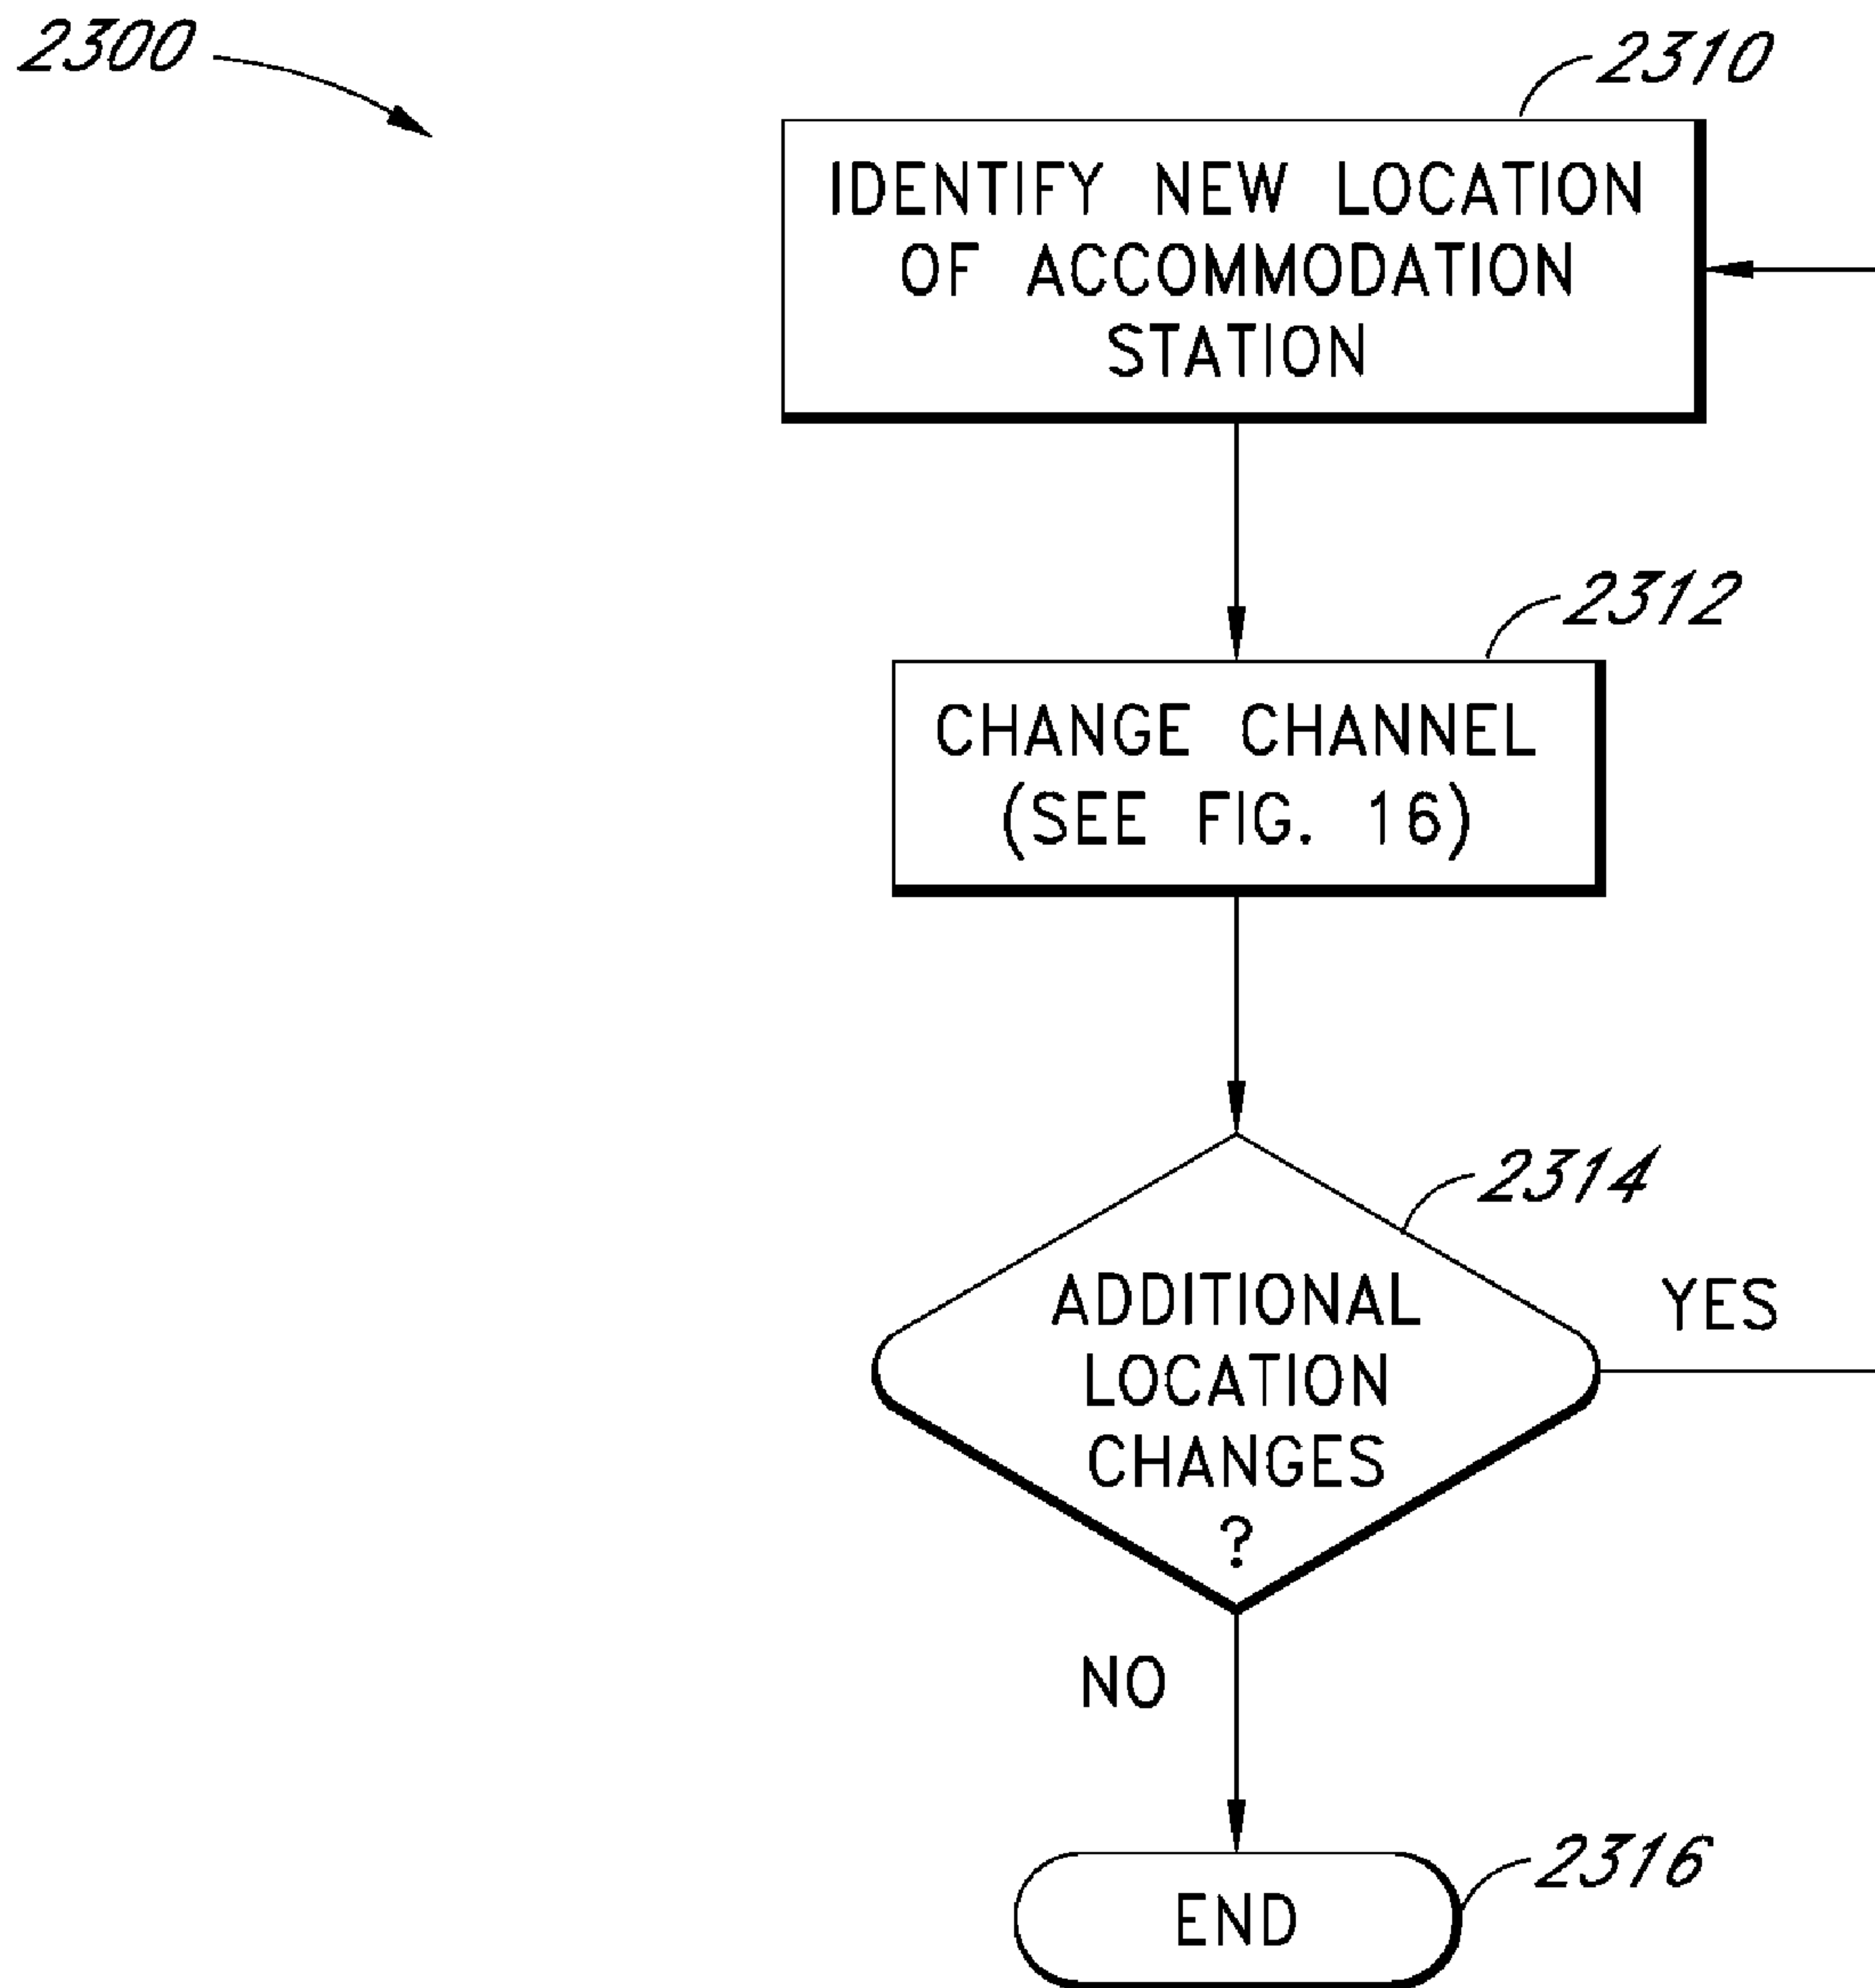 2300
2310
IDENTIFY NEW LOCATION
OF ACCOMMODATION
STATION
2312
CHANGE CHANNEL
(SEE FIG. 16)
2314
ADDITIONAL
LOCATION
CHANGES
?
YES
NO
2316
END